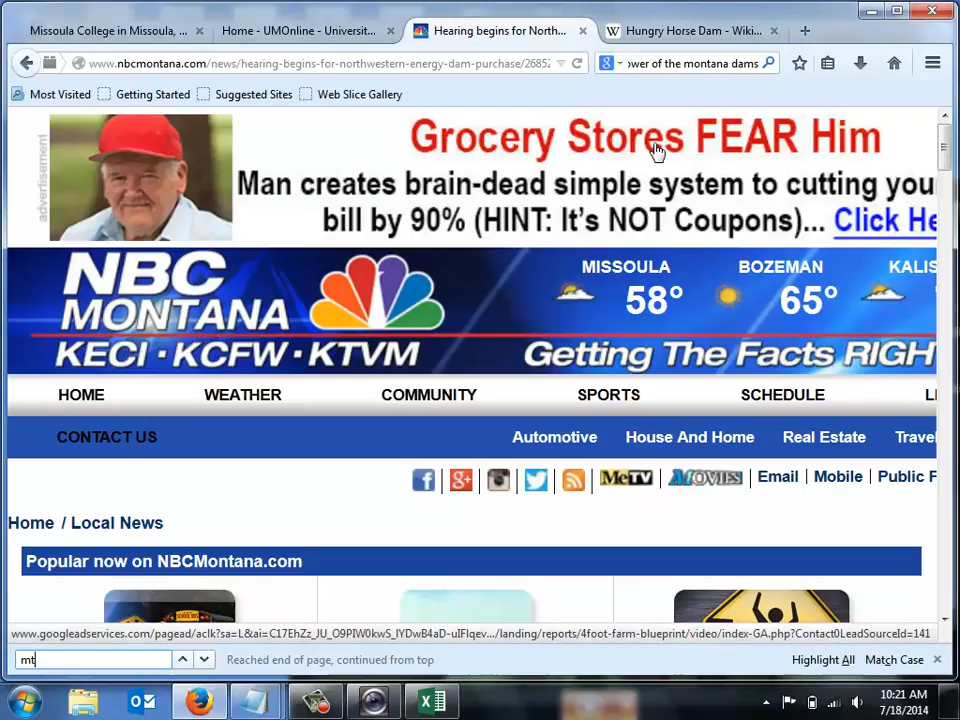 Missoula College in Missoula, ...
Home - UMOnline - Universit...
Hearing begins for North...
Hungry Horse Dam - Wiki...
www.nbcmontana.com/news/hearing-begins-for-northwestern-energy-dam-purchase/26852
ower of the montana dams
Most Visited
Getting Started
Suggested Sites
Web Slice Gallery
advertisement
Grocery Stores FEAR Him
Man creates brain-dead simple system to cutting you
bill by 90% (HINT: It's NOT Coupons)... Click He
NBC
MONTANA
KECI · KCFW · KTVM
MISSOULA
58°
BOZEMAN
65°
KALIS
Getting The Facts RIGH
HOME
WEATHER
COMMUNITY
SPORTS
SCHEDULE
LI
CONTACT US
Automotive
House And Home
Real Estate
Travel
MeTV
MOVIES
Email
Mobile
Public F
Home / Local News
Popular now on NBCMontana.com
www.googleadservices.com/pagead/aclk?sa=L&ai=C17EhZz_JU_O9PIW0kwS_IYDwB4aD-uIFlqev.../landing/reports/4foot-farm-blueprint/video/index-GA.php?Contact0LeadSourceId=141
mt
Reached end of page, continued from top
Highlight All
Match Case
10:21 AM
7/18/2014